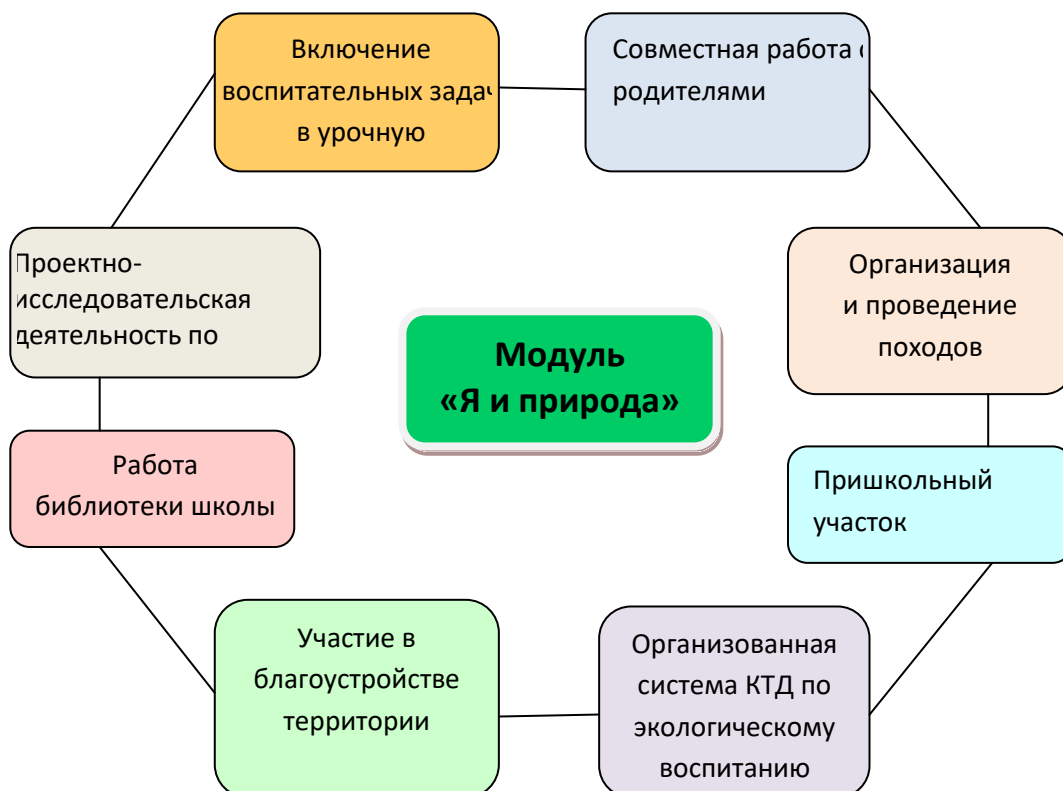 Включение
воспитательных задач
в урочную
Совместная работа с
родителями
Проектно-
исследовательская
деятельность по
Организация
и проведение
походов
Модуль
«Я и природа»
Работа
библиотеки школы
Пришкольный
участок
Участие в
благоустройстве
территории
Организованная
система КТД по
экологическому
воспитанию